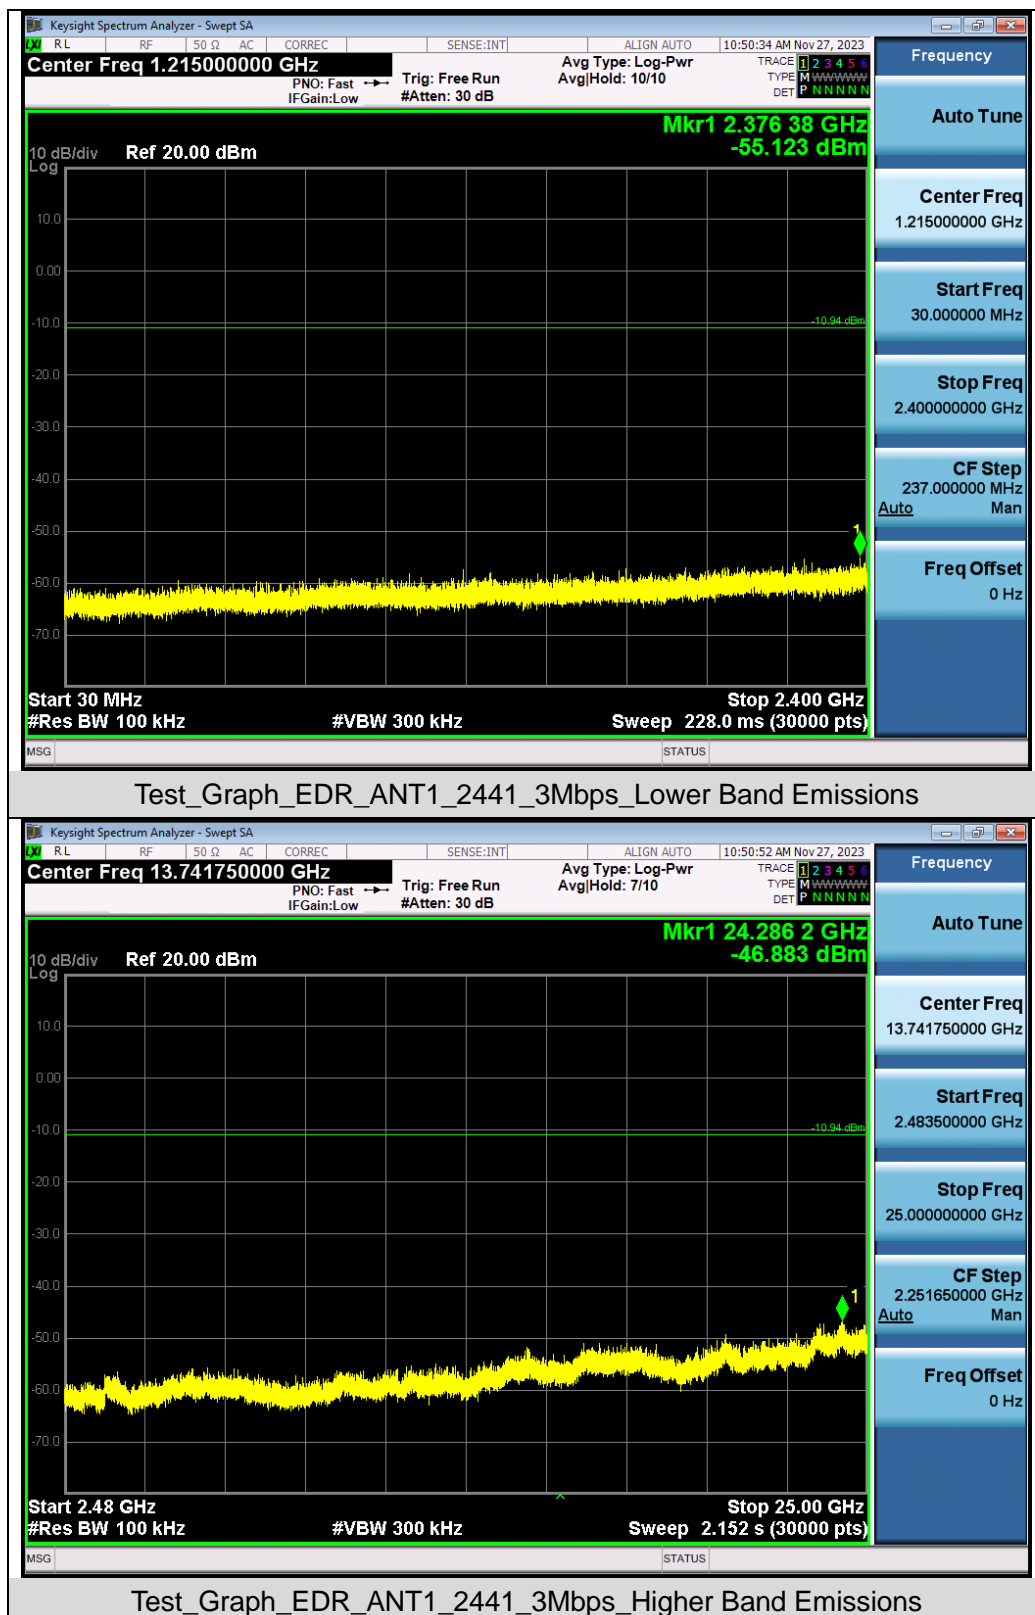 Keysight Spectrum Analyzer - Swept SA
LXI RL RF 50 Ω AC CORREC SENSE:INT ALIGN AUTO 10:50:34 AM Nov 27, 2023
Center Freq 1.215000000 GHz
PNO: Fast
IFGain:Low
Trig: Free Run
#Atten: 30 dB
Avg Type: Log-Pwr
Avg|Hold: 10/10
TRACE 1 2 3 4 5 6
TYPE M WWWWW
DET P N N N N N
Mkr1 2.376 38 GHz
-55.123 dBm
10 dB/div Ref 20.00 dBm
Log
10.0
0.00
-10.0
-10.94 dBm
-20.0
-30.0
-40.0
-50.0
1
-60.0
-70.0
Start 30 MHz Stop 2.400 GHz
#Res BW 100 kHz #VBW 300 kHz Sweep 228.0 ms (30000 pts)
MSG STATUS
Frequency
Auto Tune
Center Freq
1.215000000 GHz
Start Freq
30.000000 MHz
Stop Freq
2.400000000 GHz
CF Step
237.000000 MHz
Auto Man
Freq Offset
0 Hz
Test_Graph_EDR_ANT1_2441_3Mbps_Lower Band Emissions
Keysight Spectrum Analyzer - Swept SA
LXI RL RF 50 Ω AC CORREC SENSE:INT ALIGN AUTO 10:50:52 AM Nov 27, 2023
Center Freq 13.741750000 GHz
PNO: Fast
IFGain:Low
Trig: Free Run
#Atten: 30 dB
Avg Type: Log-Pwr
Avg|Hold: 7/10
TRACE 1 2 3 4 5 6
TYPE M WWWWW
DET P N N N N N
Mkr1 24.286 2 GHz
-46.883 dBm
10 dB/div Ref 20.00 dBm
Log
10.0
0.00
-10.0
-10.94 dBm
-20.0
-30.0
-40.0
1
-50.0
-60.0
-70.0
Start 2.48 GHz Stop 25.00 GHz
#Res BW 100 kHz #VBW 300 kHz Sweep 2.152 s (30000 pts)
MSG STATUS
Frequency
Auto Tune
Center Freq
13.741750000 GHz
Start Freq
2.483500000 GHz
Stop Freq
25.000000000 GHz
CF Step
2.251650000 GHz
Auto Man
Freq Offset
0 Hz
Test_Graph_EDR_ANT1_2441_3Mbps_Higher Band Emissions